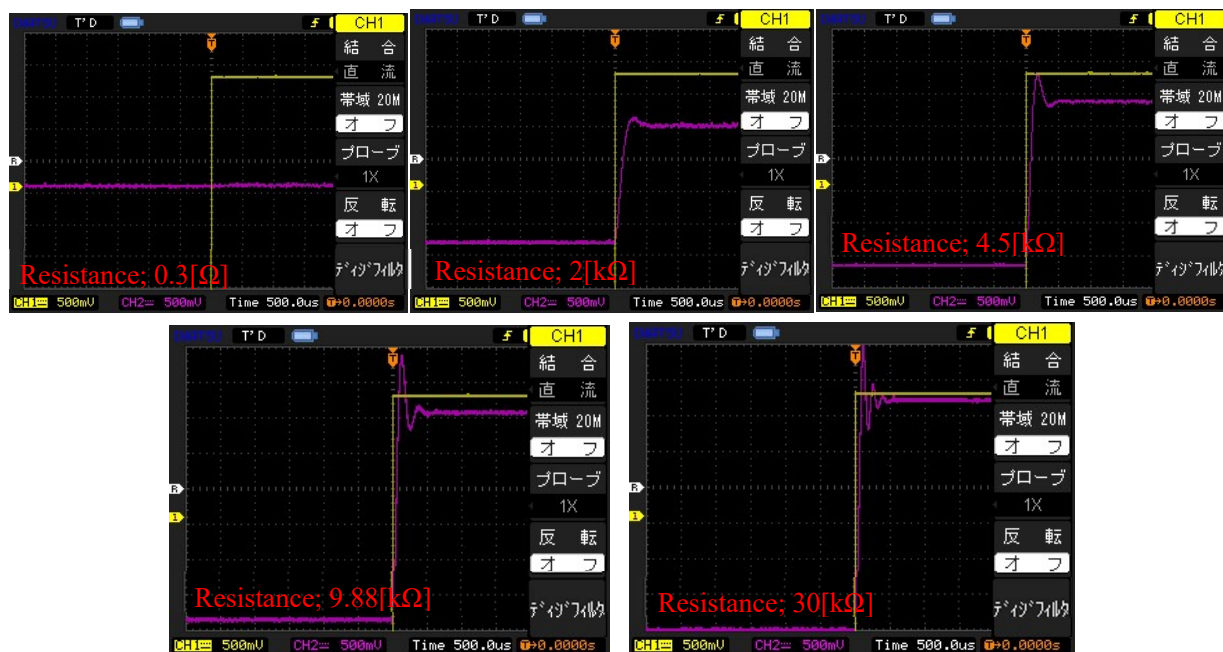 T'D CH1
結 合
直 流
帯域 20M
オ フ
プローブ
1X
反 転
オ フ
ディジフィルタ
T
R
1
Resistance; 0.3[Ω]
CH1 500mV CH2 500mV Time 500.0us T→0.0000s
T'D CH1
結 合
直 流
帯域 20M
オ フ
プローブ
1X
反 転
オ フ
ディジフィルタ
T
R
1
Resistance; 2[kΩ]
CH1 500mV CH2 500mV Time 500.0us T→0.0000s
T'D CH1
結 合
直 流
帯域 20M
オ フ
プローブ
1X
反 転
オ フ
ディジフィルタ
T
R
1
Resistance; 4.5[kΩ]
CH1 500mV CH2 500mV Time 500.0us T→0.0000s
T'D CH1
結 合
直 流
帯域 20M
オ フ
プローブ
1X
反 転
オ フ
ディジフィルタ
T
R
1
Resistance; 9.88[kΩ]
CH1 500mV CH2 500mV Time 500.0us T→0.0000s
T'D CH1
結 合
直 流
帯域 20M
オ フ
プローブ
1X
反 転
オ フ
ディジフィルタ
T
R
1
Resistance; 30[kΩ]
CH1 500mV CH2 500mV Time 500.0us T→0.0000s